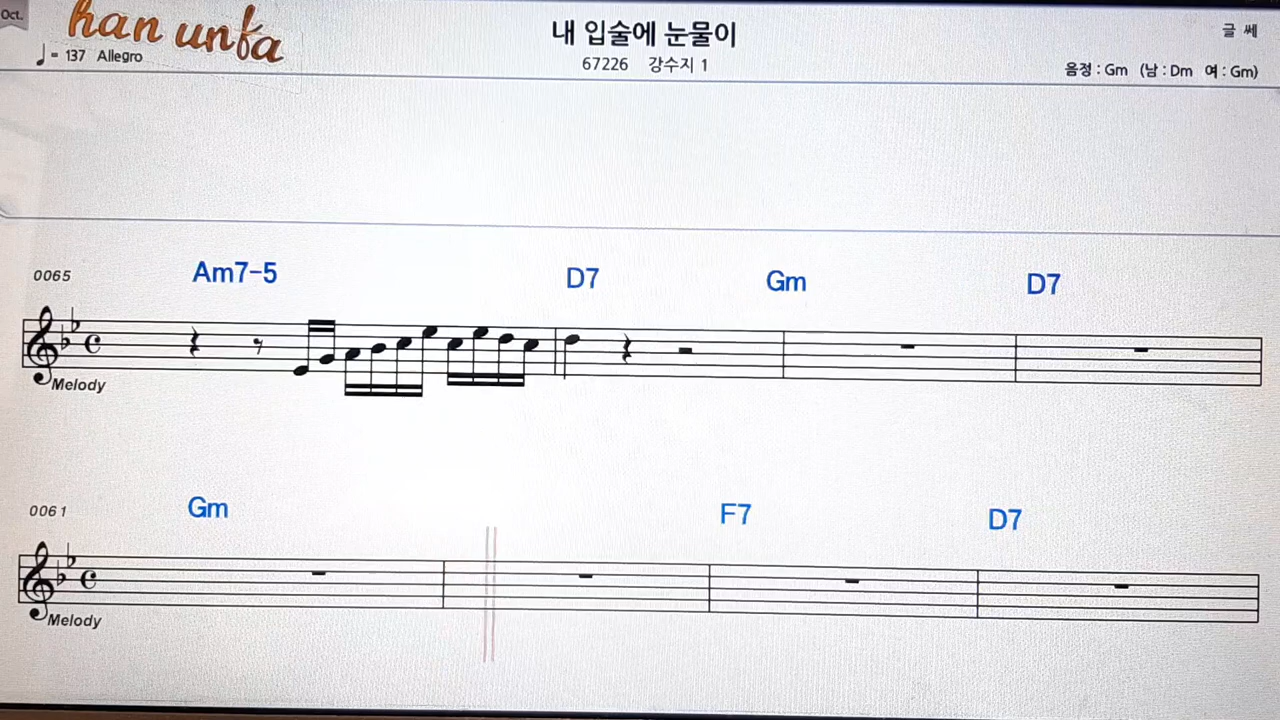 Oct.
han unfa
내 입술에 눈물이
글 쎄
♩= 137 Allegro
67226 강수지 1
음정 : Gm (남 : Dm 여 : Gm)
0065 Am7-5 D7 Gm D7
Melody
0061 Gm F7 D7
Melody